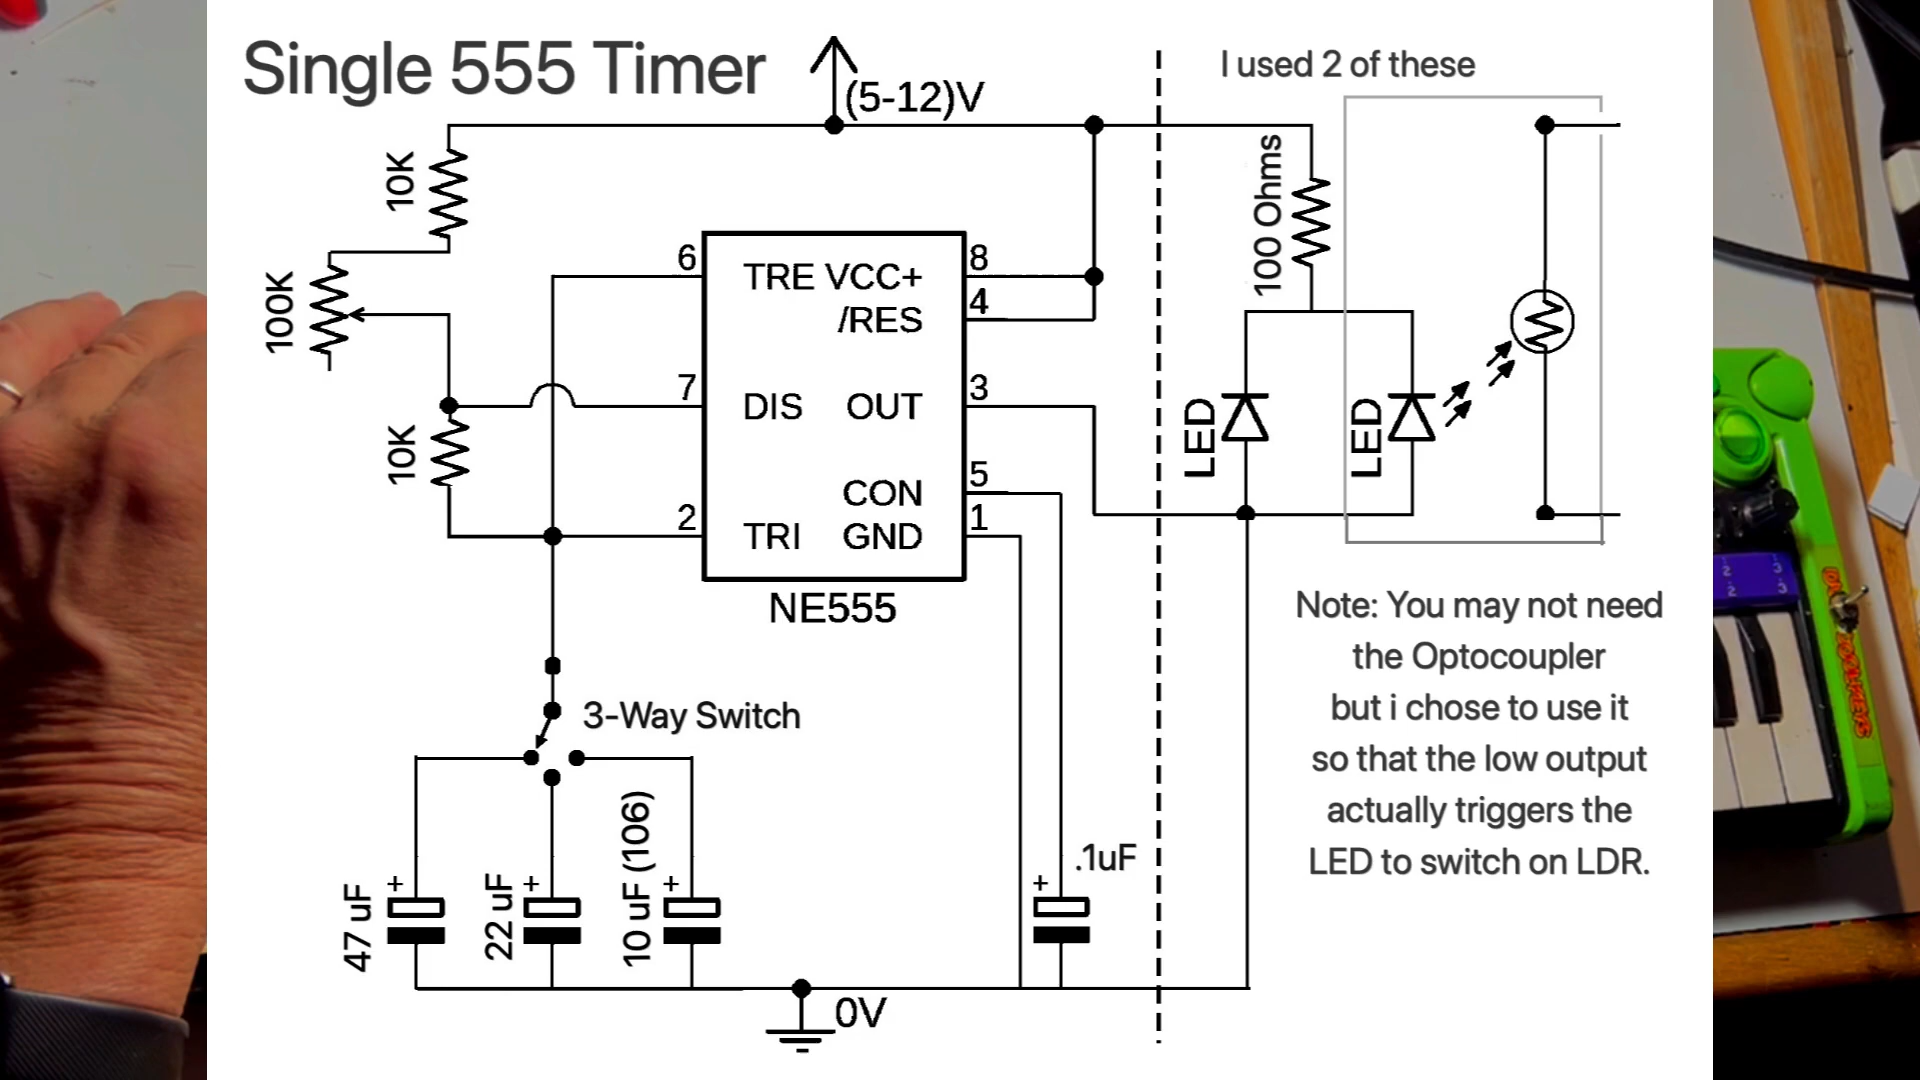 Single 555 Timer
(5-12)V
I used 2 of these
10K
100K
10K
100 Ohms
6
7
2
TRE VCC+
/RES
DIS OUT
CON
TRI GND
8
4
3
5
1
NE555
LED
LED
3-Way Switch
47 uF
22 uF
10 uF (106)
.1uF
+
+
+
+
0V
Note: You may not need
the Optocoupler
but i chose to use it
so that the low output
actually triggers the
LED to switch on LDR.